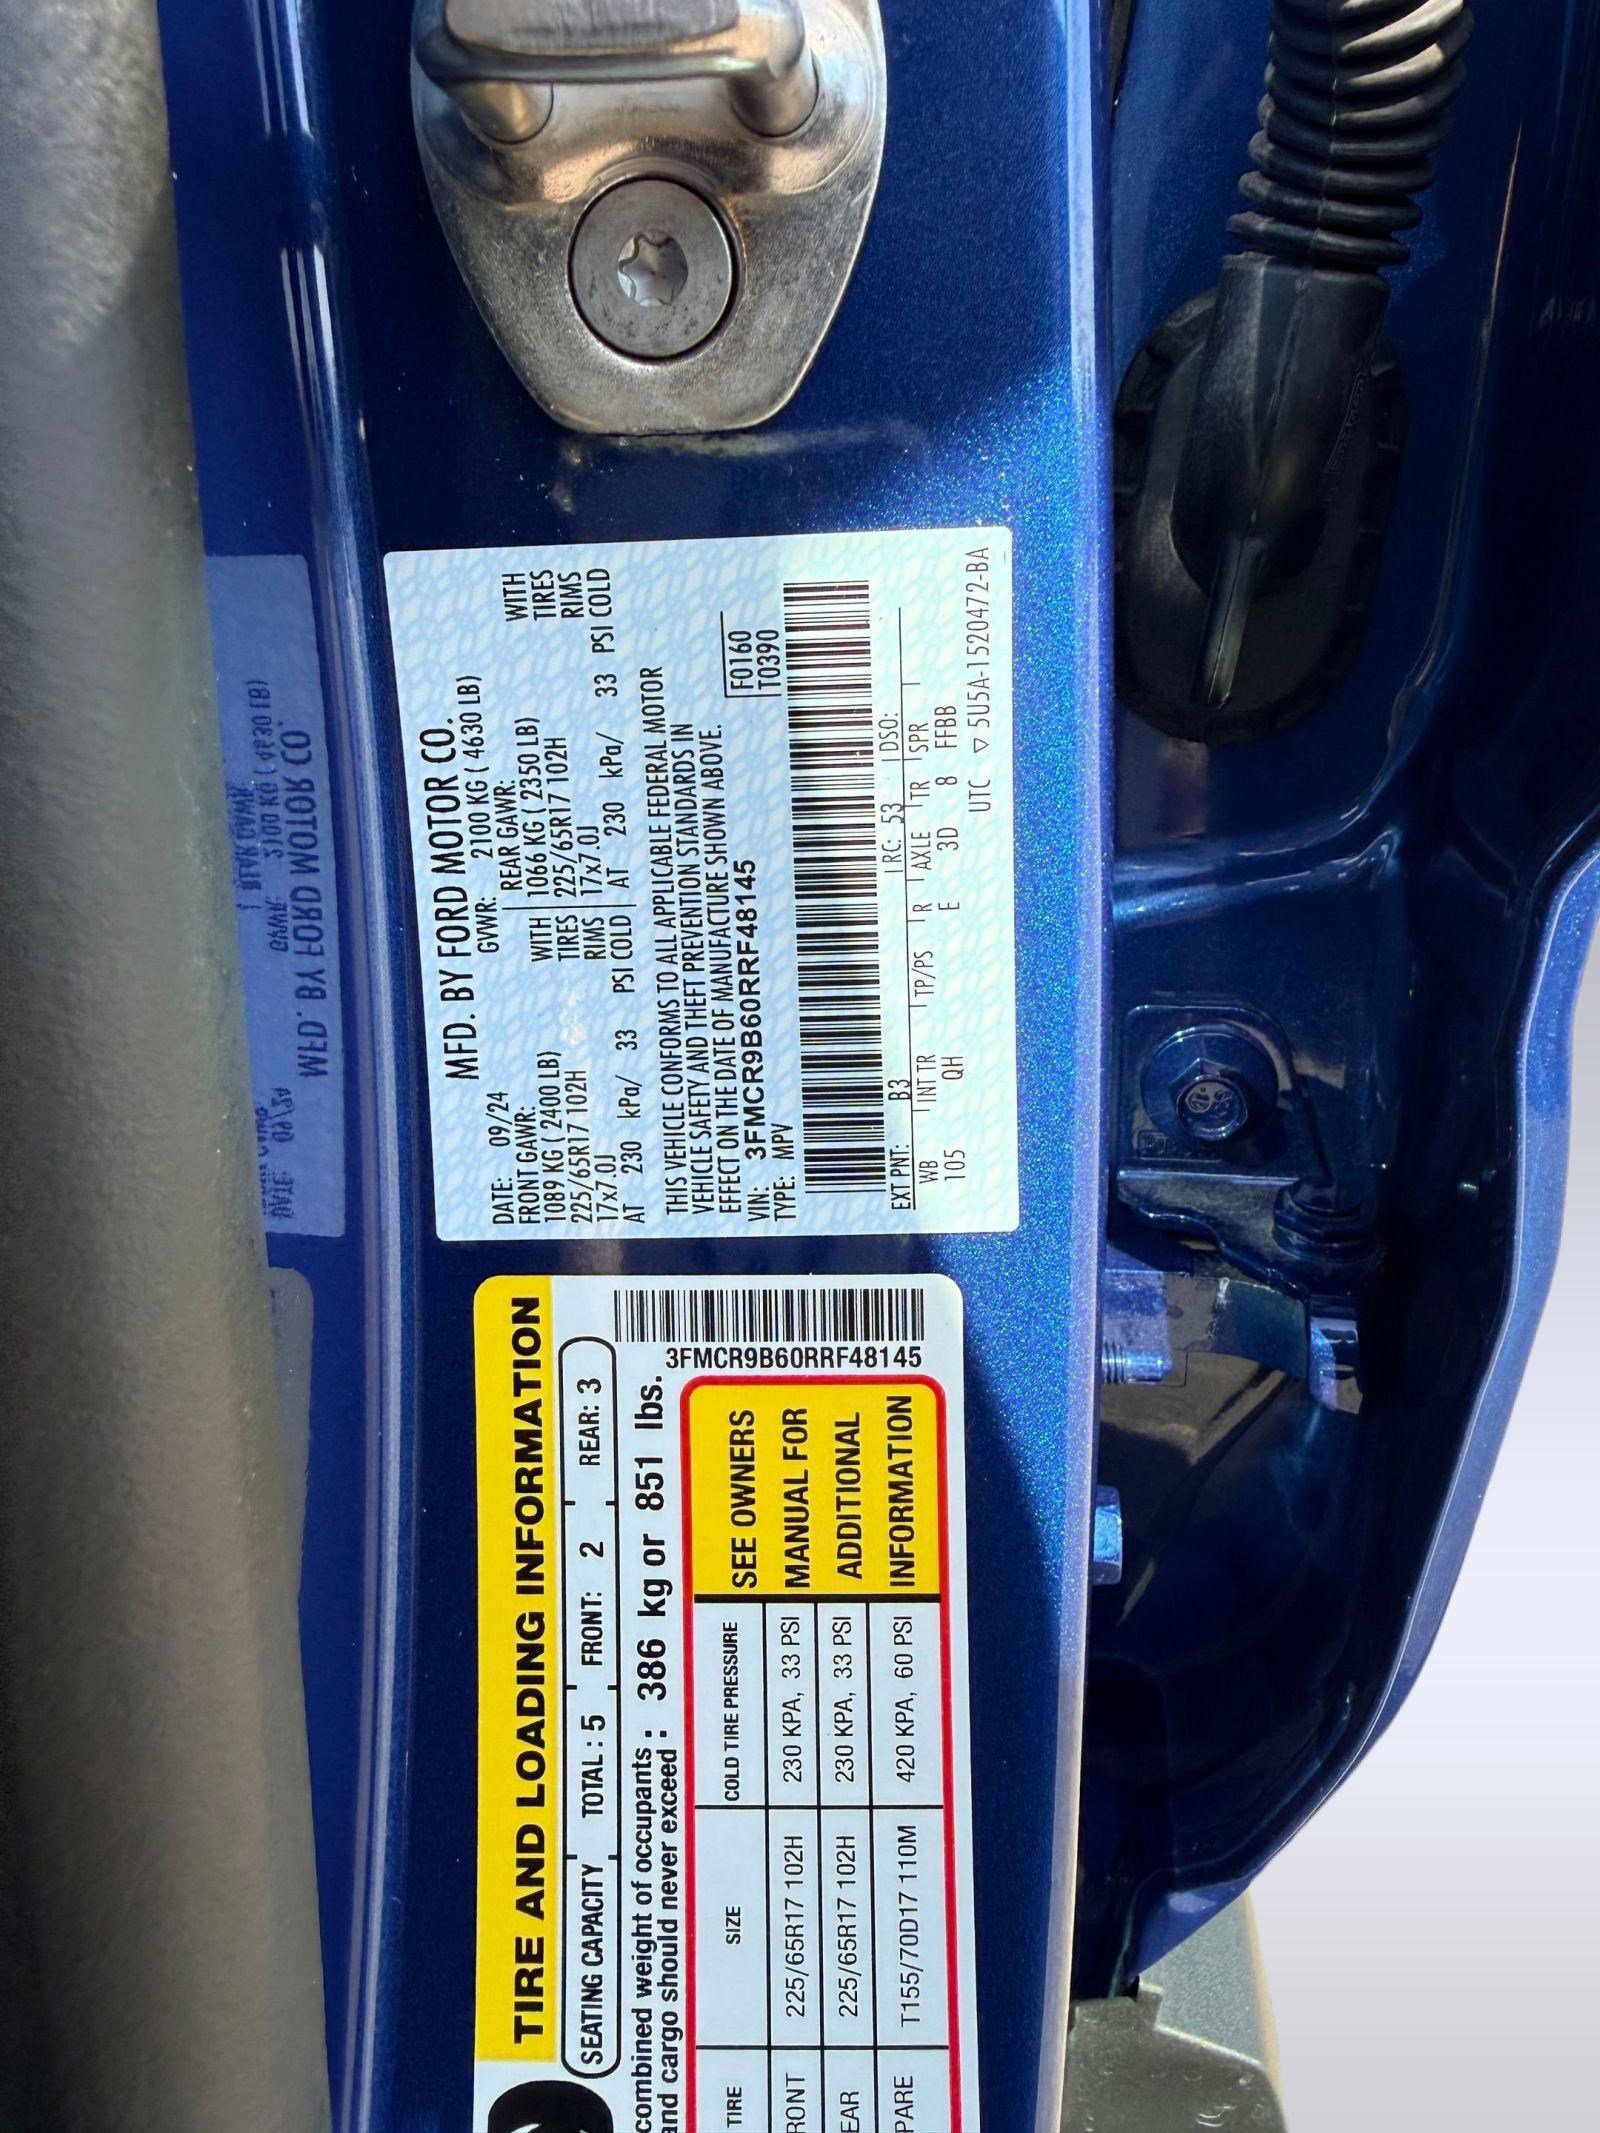 MFD. BY FORD MOTOR CO.
DATE: 09/24 GVWR: 2100 KG ( 4630 LB)
FRONT GAWR: REAR GAWR:
1089 KG ( 2400 LB) WITH 1066 KG ( 2350 LB) WITH
225/65R17 102H TIRES 225/65R17 102H TIRES
17x7.0J RIMS 17x7.0J RIMS
AT 230 kPa/ 33 PSI COLD AT 230 kPa/ 33 PSI COLD
THIS VEHICLE CONFORMS TO ALL APPLICABLE FEDERAL MOTOR
VEHICLE SAFETY AND THEFT PREVENTION STANDARDS IN
EFFECT ON THE DATE OF MANUFACTURE SHOWN ABOVE.
VIN: 3FMCR9B60RRF48145 F0160
TYPE: MPV T0390
EXT PNT: B3 RC: 53 DSO:
WB INT TR TP/PS R AXLE TR SPR
105 QH E 3D 8 FFBB
UTC ▽ 5U5A-1520472-BA
TIRE AND LOADING INFORMATION
SEATING CAPACITY TOTAL : 5 FRONT: 2 REAR: 3
combined weight of occupants : 386 kg or 851 lbs.
and cargo should never exceed :
3FMCR9B60RRF48145
TIRE SIZE COLD TIRE PRESSURE
RONT 225/65R17 102H 230 KPA, 33 PSI
EAR 225/65R17 102H 230 KPA, 33 PSI
PARE T155/70D17 110M 420 KPA, 60 PSI
SEE OWNERS
MANUAL FOR
ADDITIONAL
INFORMATION